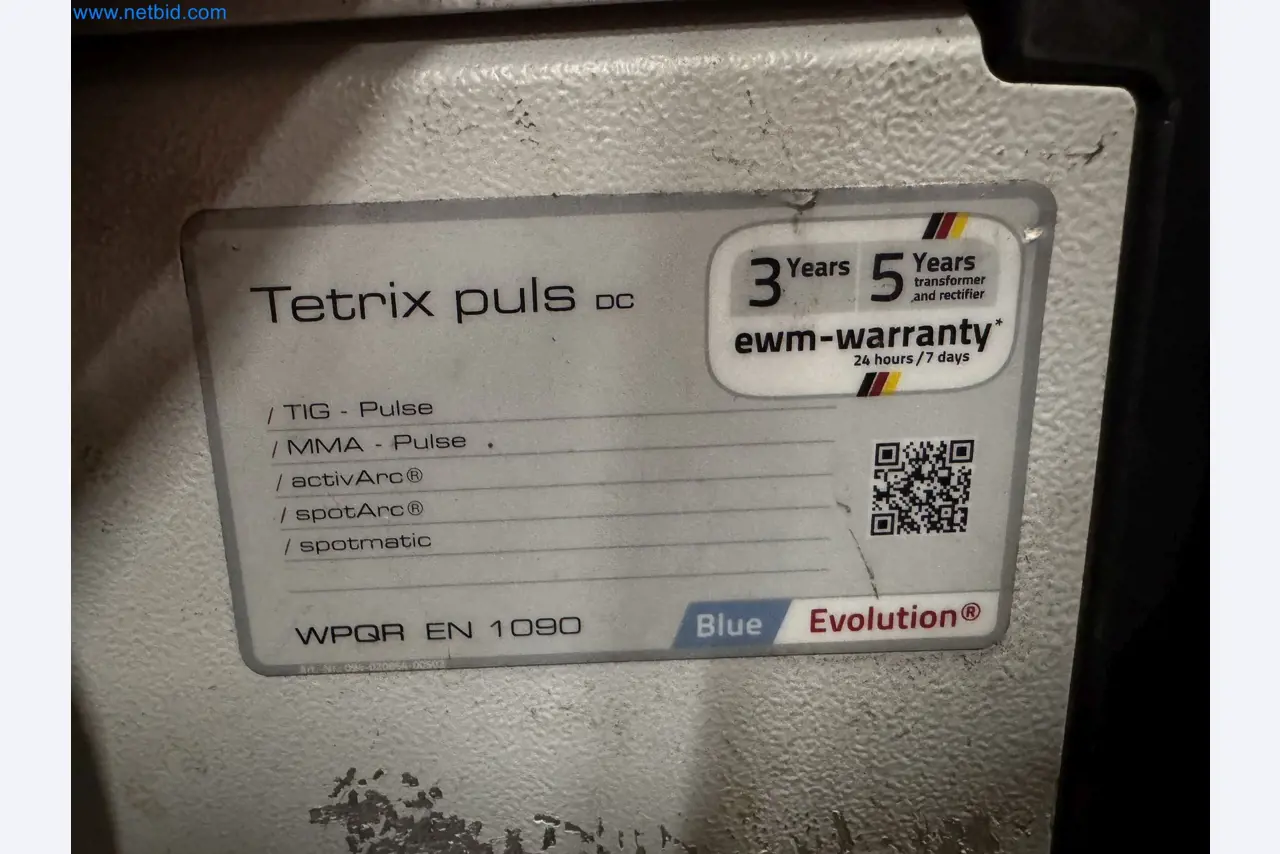 www.netbid.com
Tetrix puls DC
3 Years
5 Years
transformer
and rectifier
ewm-warranty*
24 hours / 7 days
/ TIG - Pulse
/ MMA - Pulse
/ activArc®
/ spotArc®
/ spotmatic
WPQR EN 1090
Blue Evolution®